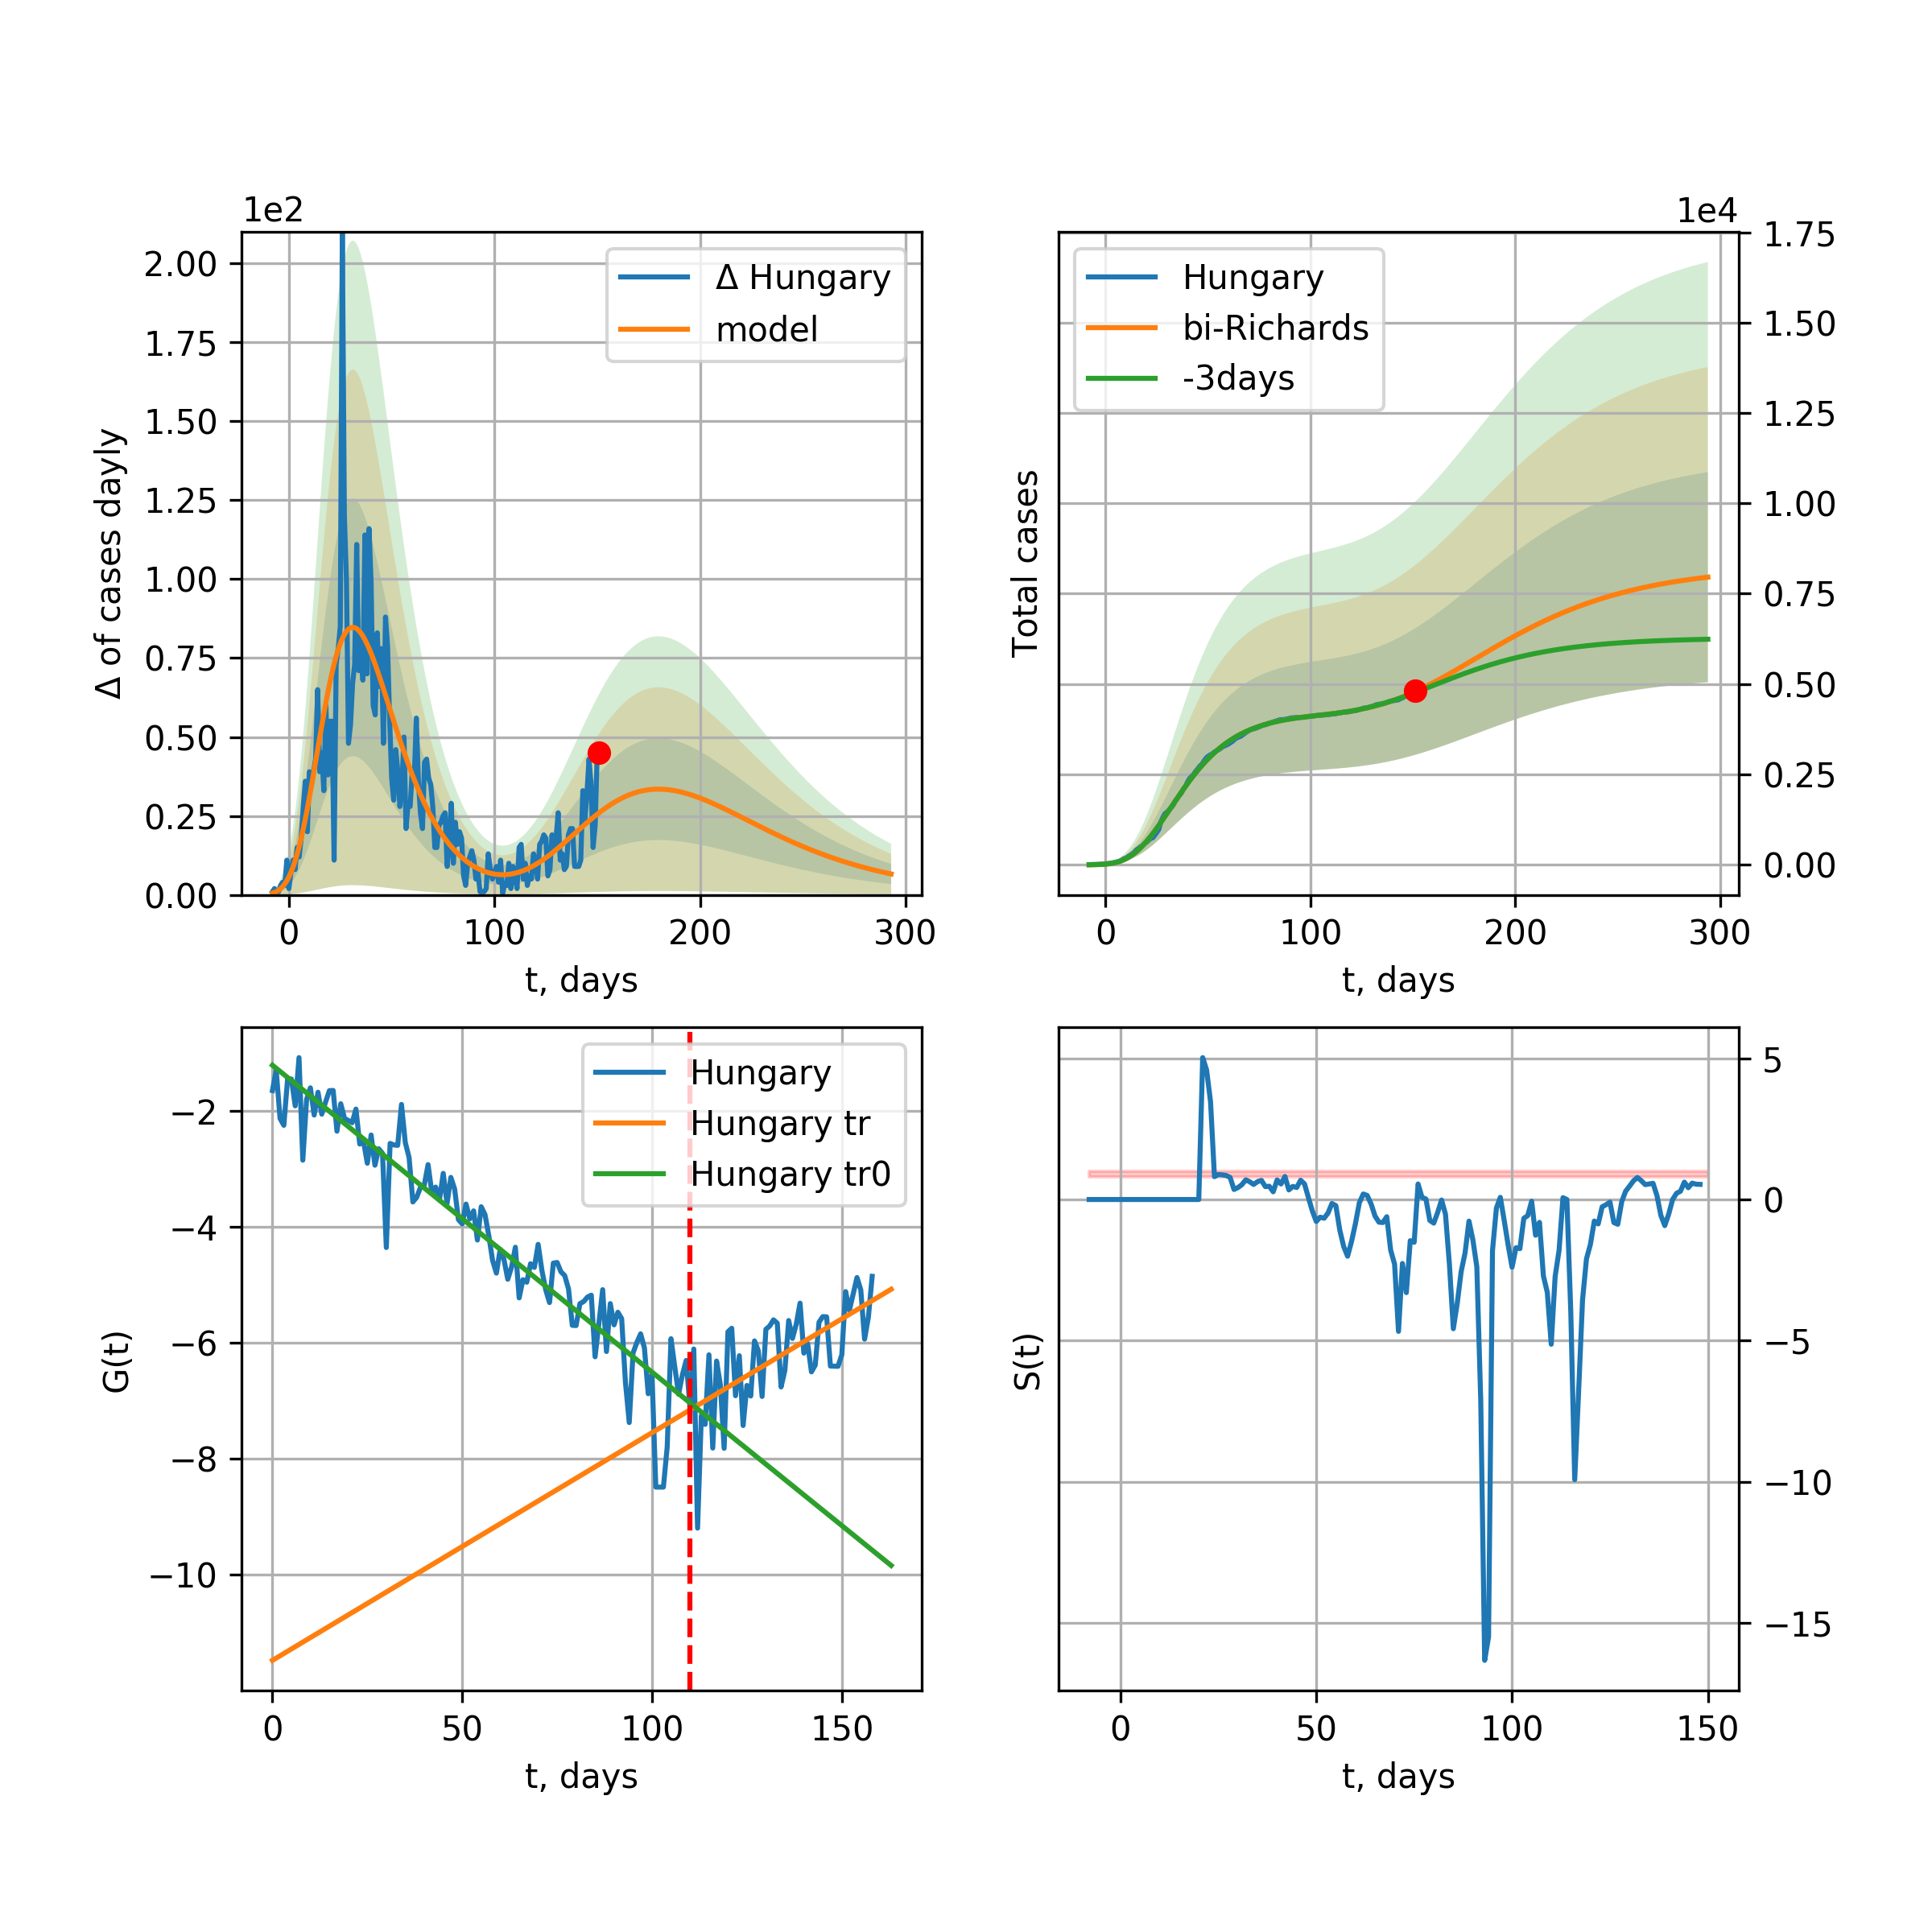 1e2
2.00
1.75
1.50
1.25
1.00
0.75
0.50
0.25
0.00
Δ of cases dayly
Δ Hungary
model
0 100 200 300
t, days
1e4
1.75
1.50
1.25
1.00
0.75
0.50
0.25
0.00
Total cases
Hungary
bi-Richards
-3days
0 100 200 300
t, days
−2
−4
−6
−8
−10
G(t)
Hungary
Hungary tr
Hungary tr0
0 50 100 150
t, days
5
0
−5
−10
−15
S(t)
0 50 100 150
t, days